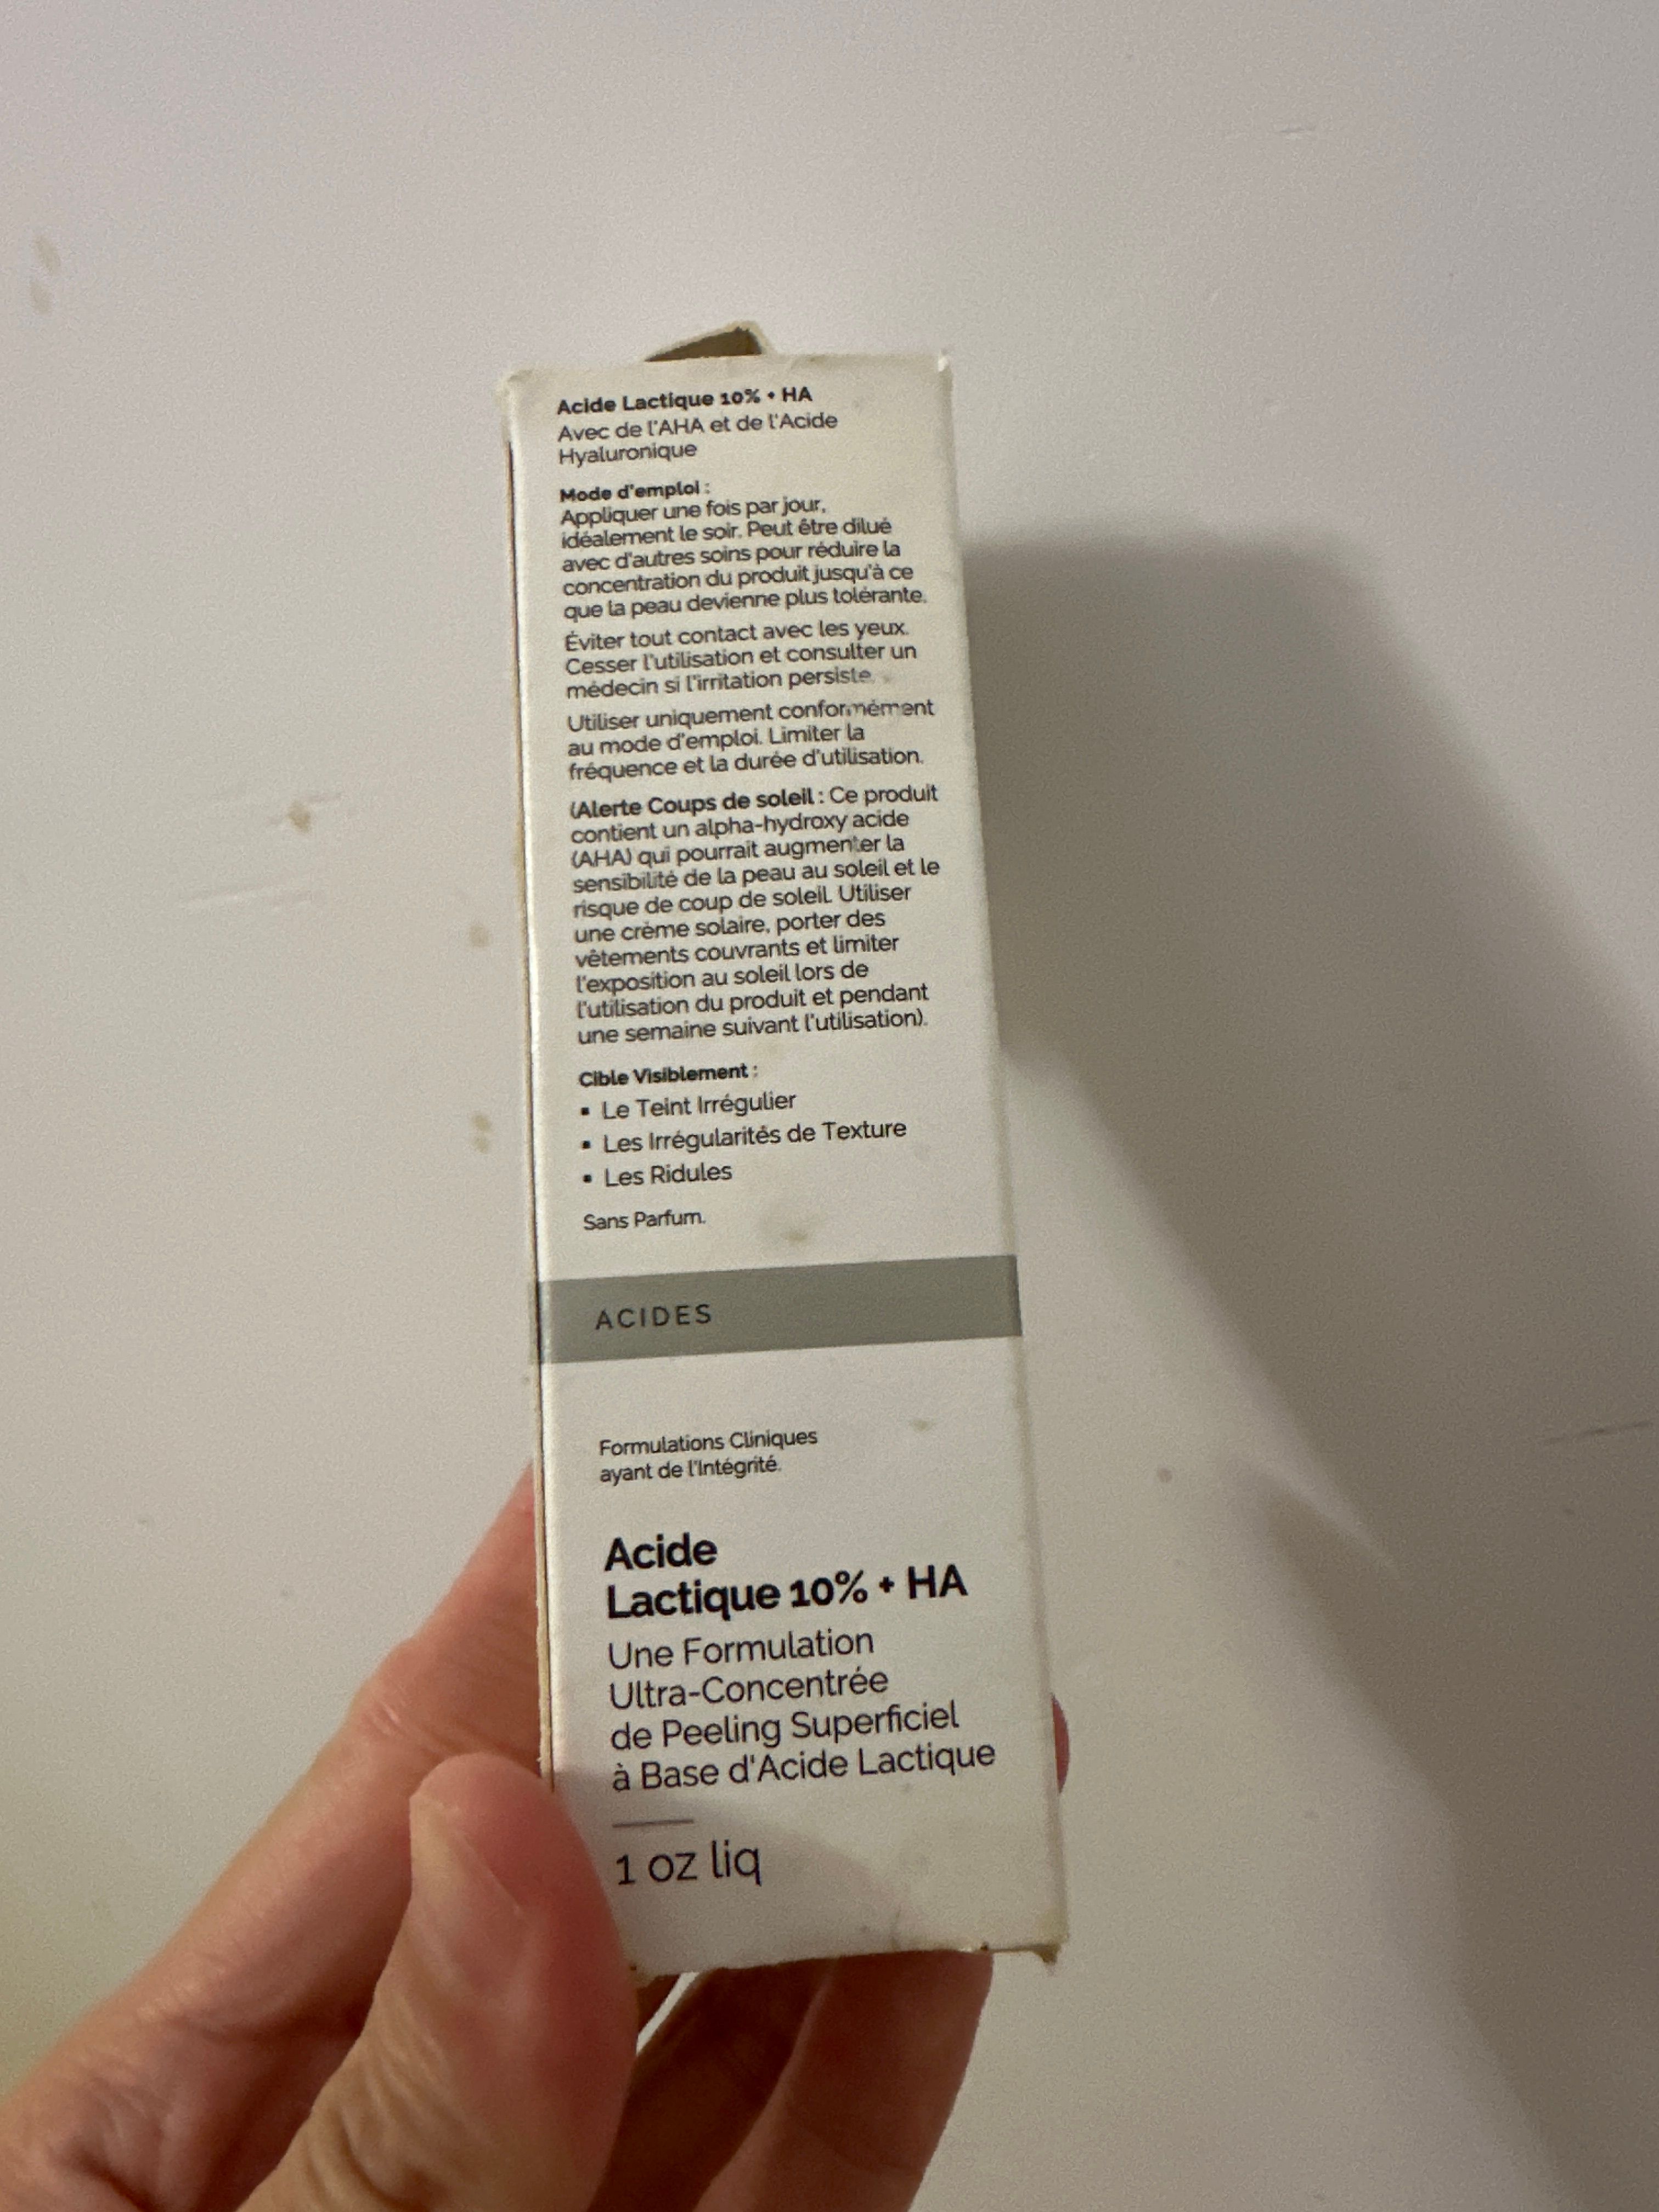 Acide Lactique 10% + HA
Avec de l'AHA et de l'Acide
Hyaluronique
Mode d'emploi :
Appliquer une fois par jour,
idéalement le soir. Peut être dilué
avec d'autres soins pour réduire la
concentration du produit jusqu'à ce
que la peau devienne plus tolérante.
Éviter tout contact avec les yeux.
Cesser l'utilisation et consulter un
médecin si l'irritation persiste.
Utiliser uniquement conformément
au mode d'emploi. Limiter la
fréquence et la durée d'utilisation.
(Alerte Coups de soleil : Ce produit
contient un alpha-hydroxy acide
(AHA) qui pourrait augmenter la
sensibilité de la peau au soleil et le
risque de coup de soleil. Utiliser
une crème solaire, porter des
vêtements couvrants et limiter
l'exposition au soleil lors de
l'utilisation du produit et pendant
une semaine suivant l'utilisation).
Cible Visiblement :
▪ Le Teint Irrégulier
▪ Les Irrégularités de Texture
▪ Les Ridules
Sans Parfum.
ACIDES
Formulations Cliniques
ayant de l'Intégrité.
Acide
Lactique 10% + HA
Une Formulation
Ultra-Concentrée
de Peeling Superficiel
à Base d'Acide Lactique
1 oz liq